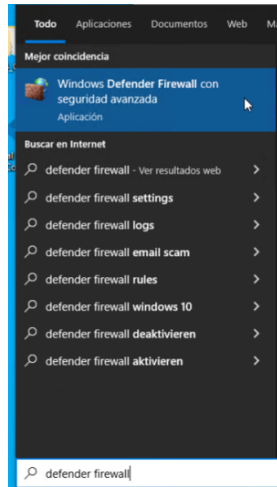 Todo Aplicaciones Documentos Web
Mejor coincidencia
Windows Defender Firewall con
seguridad avanzada
Aplicación
Buscar en Internet
defender firewall - Ver resultados web
defender firewall settings
defender firewall logs
defender firewall email scam
defender firewall rules
defender firewall windows 10
defender firewall deaktivieren
defender firewall aktivieren
defender firewall